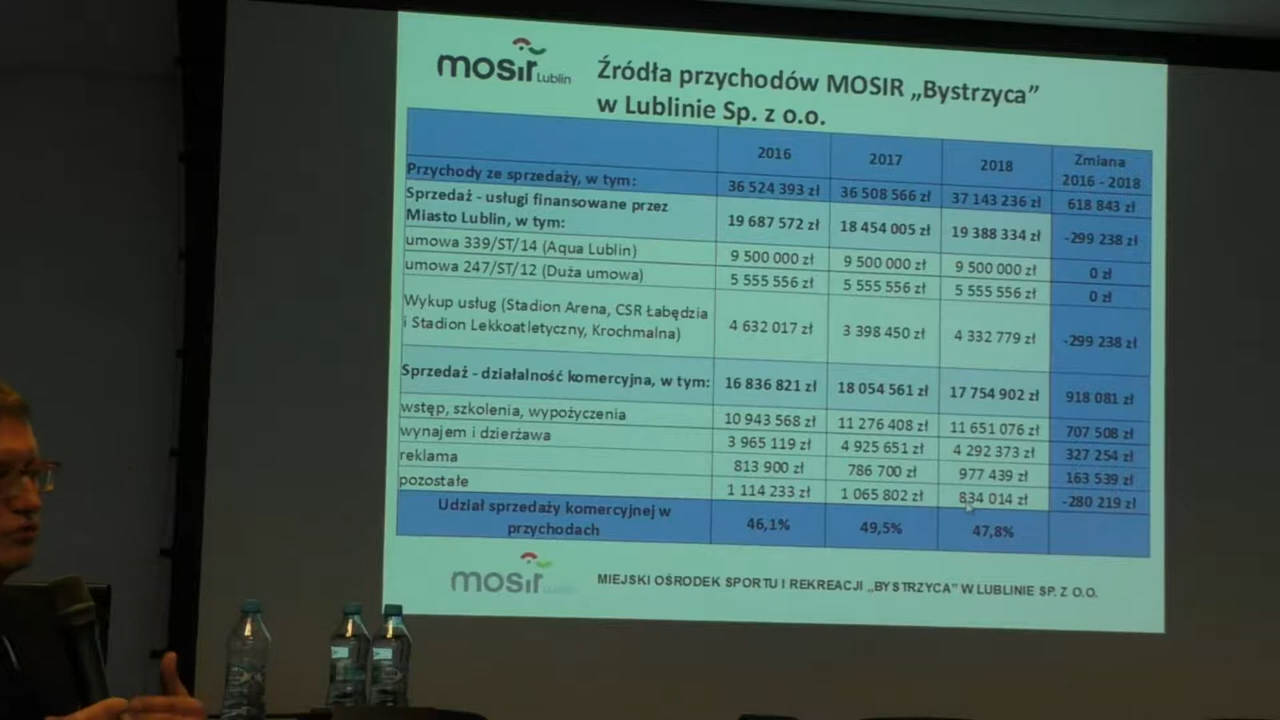 mosir Lublin
Źródła przychodów MOSIR „Bystrzyca”
w Lublinie Sp. z o.o.
2016 2017 2018 Zmiana 2016 - 2018
Przychody ze sprzedaży, w tym: 36 524 393 zł 36 508 566 zł 37 143 236 zł 618 843 zł
Sprzedaż - usługi finansowane przez
Miasto Lublin, w tym: 19 687 572 zł 18 454 005 zł 19 388 334 zł -299 238 zł
umowa 339/ST/14 (Aqua Lublin) 9 500 000 zł 9 500 000 zł 9 500 000 zł 0 zł
umowa 247/ST/12 (Duża umowa) 5 555 556 zł 5 555 556 zł 5 555 556 zł 0 zł
Wykup usług (Stadion Arena, CSR Łabędzia
i Stadion Lekkoatletyczny, Krochmalna) 4 632 017 zł 3 398 450 zł 4 332 779 zł -299 238 zł
Sprzedaż - działalność komercyjna, w tym: 16 836 821 zł 18 054 561 zł 17 754 902 zł 918 081 zł
wstęp, szkolenia, wypożyczenia 10 943 568 zł 11 276 408 zł 11 651 076 zł 707 508 zł
wynajem i dzierżawa 3 965 119 zł 4 925 651 zł 4 292 373 zł 327 254 zł
reklama 813 900 zł 786 700 zł 977 439 zł 163 539 zł
pozostałe 1 114 233 zł 1 065 802 zł 834 014 zł -280 219 zł
Udział sprzedaży komercyjnej w
przychodach 46,1% 49,5% 47,8%
mosir Lublin
MIEJSKI OŚRODEK SPORTU I REKREACJI „BYSTRZYCA” W LUBLINIE SP. Z O.O.